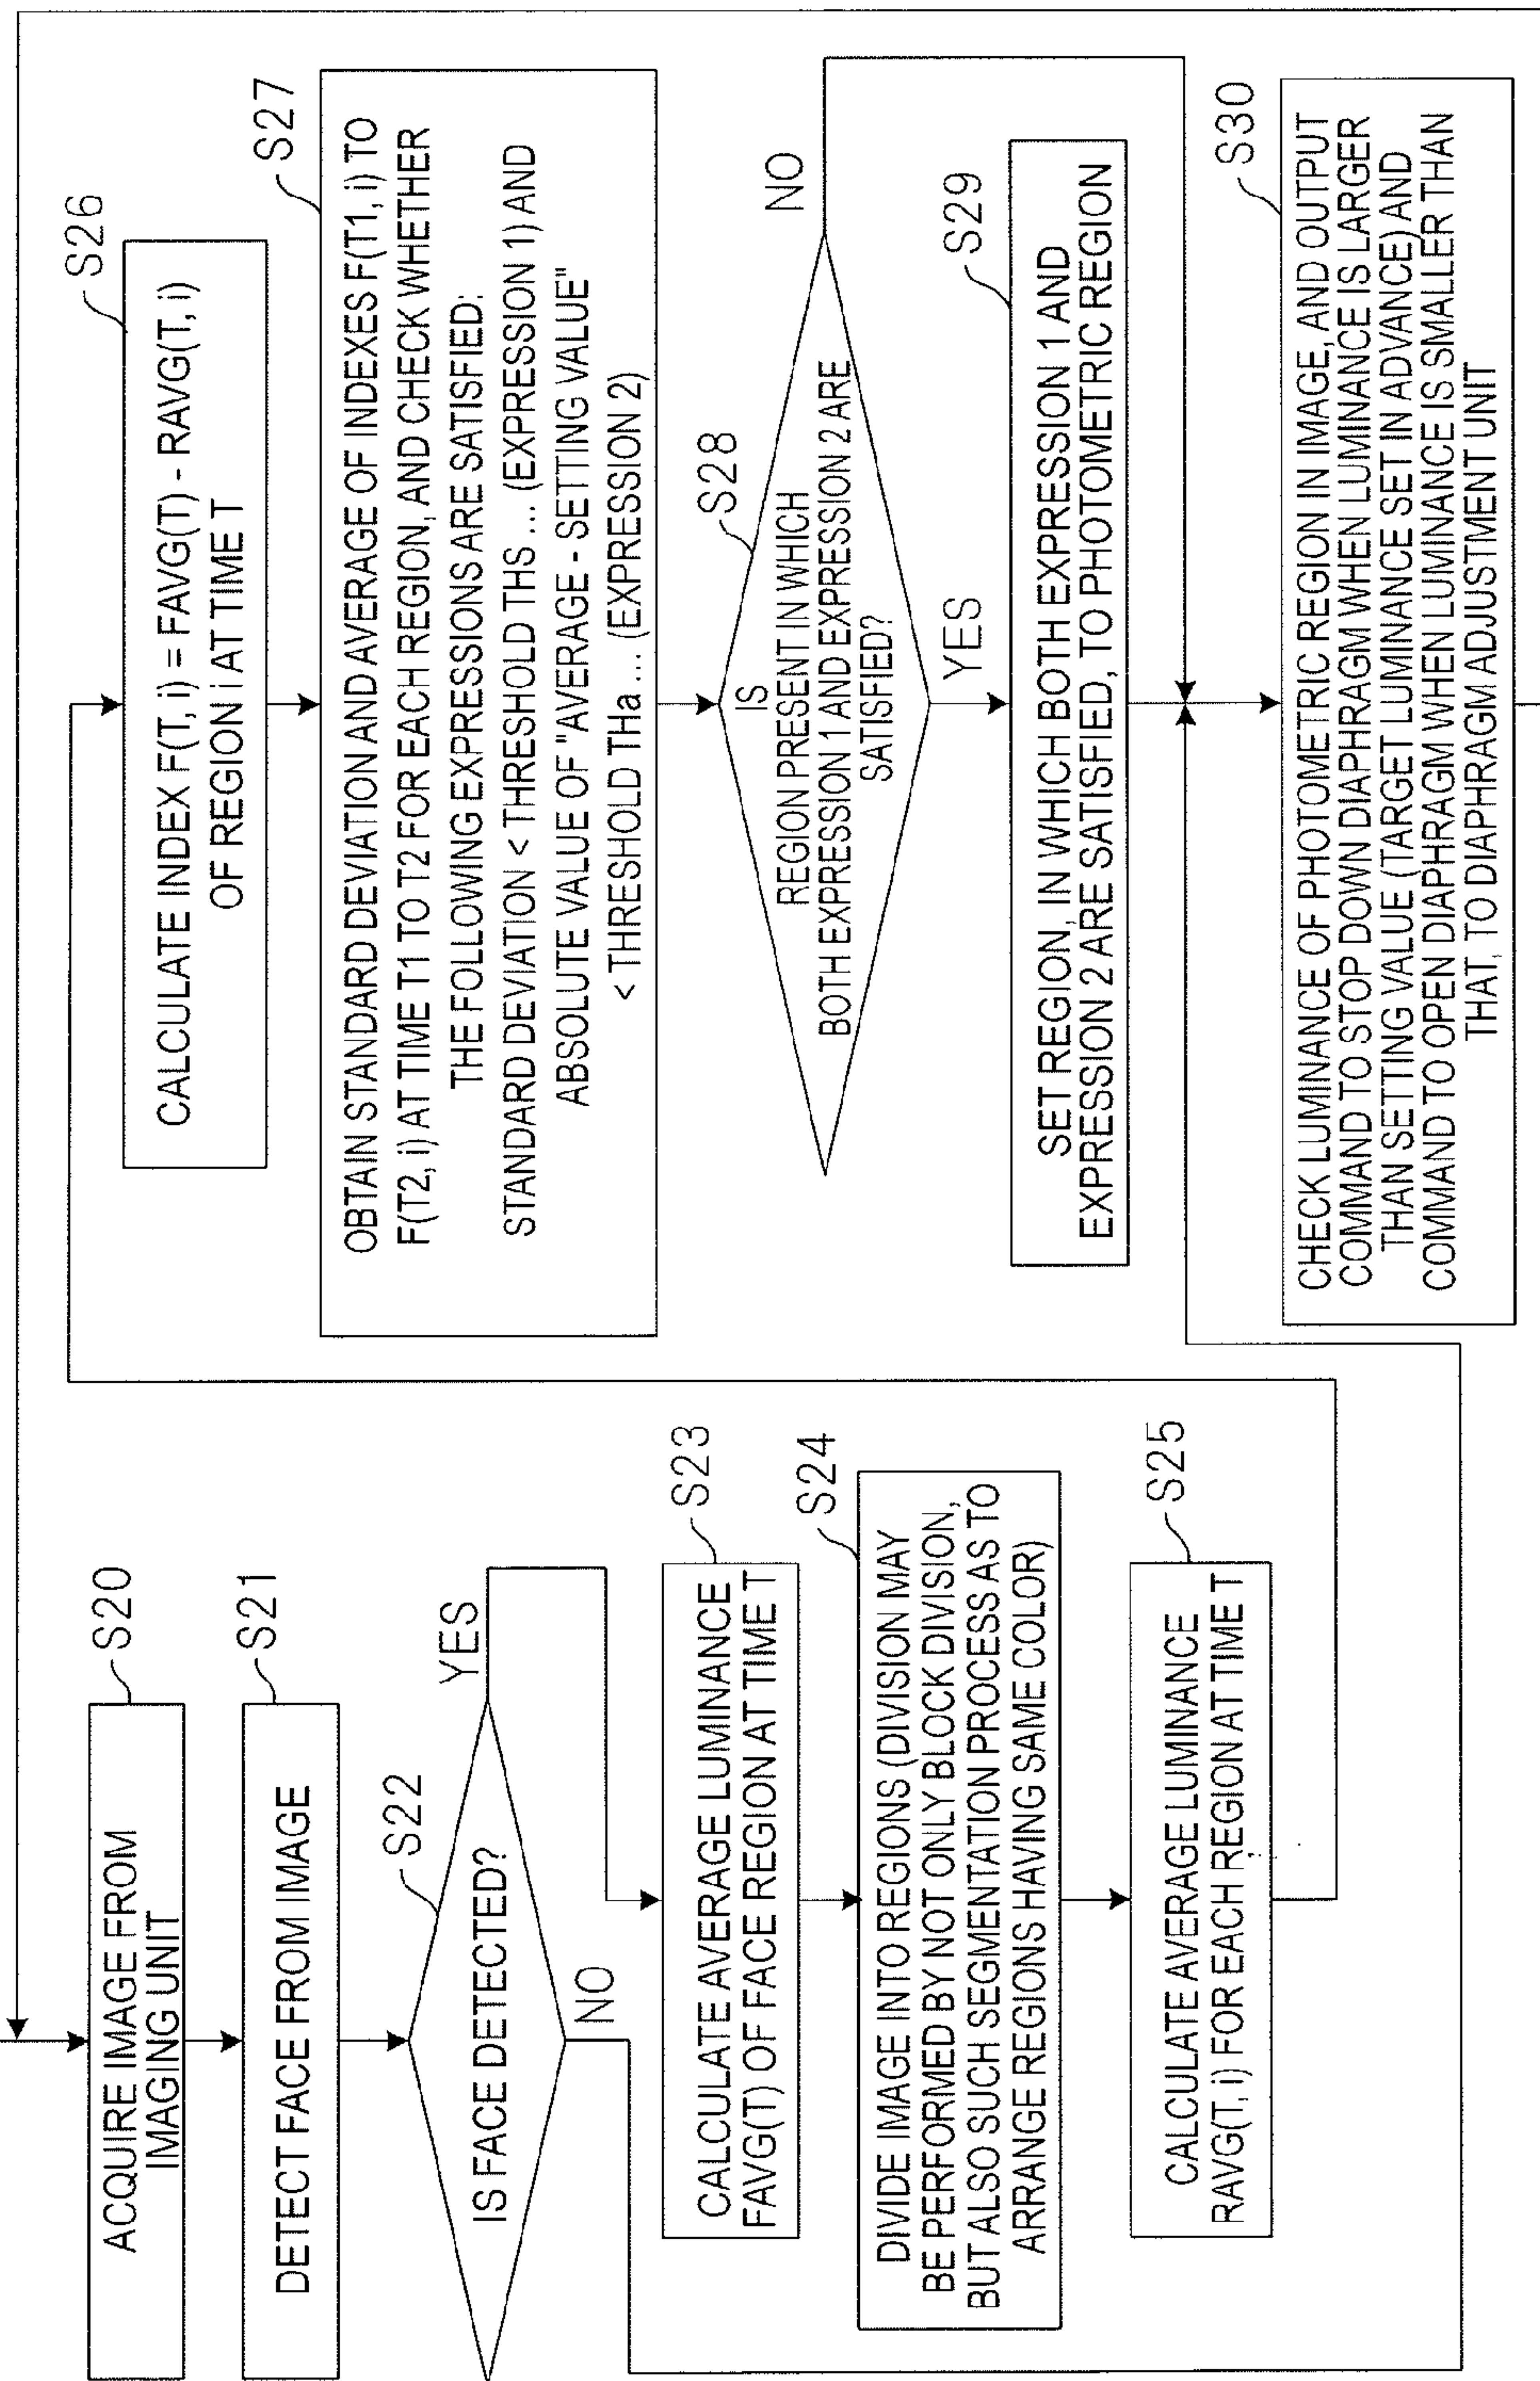 S20
ACQUIRE IMAGE FROM
IMAGING UNIT
S21
DETECT FACE FROM IMAGE
S22
IS FACE DETECTED?
YES
NO
S23
CALCULATE AVERAGE LUMINANCE
FAVG(T) OF FACE REGION AT TIME T
S24
DIVIDE IMAGE INTO REGIONS (DIVISION MAY
BE PERFORMED BY NOT ONLY BLOCK DIVISION,
BUT ALSO SUCH SEGMENTATION PROCESS AS TO
ARRANGE REGIONS HAVING SAME COLOR)
S25
CALCULATE AVERAGE LUMINANCE
RAVG(T, i) FOR EACH REGION AT TIME T
S26
CALCULATE INDEX F(T, i) = FAVG(T) - RAVG(T, i)
OF REGION i AT TIME T
S27
OBTAIN STANDARD DEVIATION AND AVERAGE OF INDEXES F(T1, i) TO
F(T2, i) AT TIME T1 TO T2 FOR EACH REGION, AND CHECK WHETHER
THE FOLLOWING EXPRESSIONS ARE SATISFIED:
STANDARD DEVIATION < THRESHOLD THS ... (EXPRESSION 1) AND
ABSOLUTE VALUE OF "AVERAGE - SETTING VALUE"
< THRESHOLD THa ... (EXPRESSION 2)
S28
IS
REGION PRESENT IN WHICH
BOTH EXPRESSION 1 AND EXPRESSION 2 ARE
SATISFIED?
NO
YES
S29
SET REGION, IN WHICH BOTH EXPRESSION 1 AND
EXPRESSION 2 ARE SATISFIED, TO PHOTOMETRIC REGION
S30
CHECK LUMINANCE OF PHOTOMETRIC REGION IN IMAGE, AND OUTPUT
COMMAND TO STOP DOWN DIAPHRAGM WHEN LUMINANCE IS LARGER
THAN SETTING VALUE (TARGET LUMINANCE SET IN ADVANCE) AND
COMMAND TO OPEN DIAPHRAGM WHEN LUMINANCE IS SMALLER THAN
THAT, TO DIAPHRAGM ADJUSTMENT UNIT